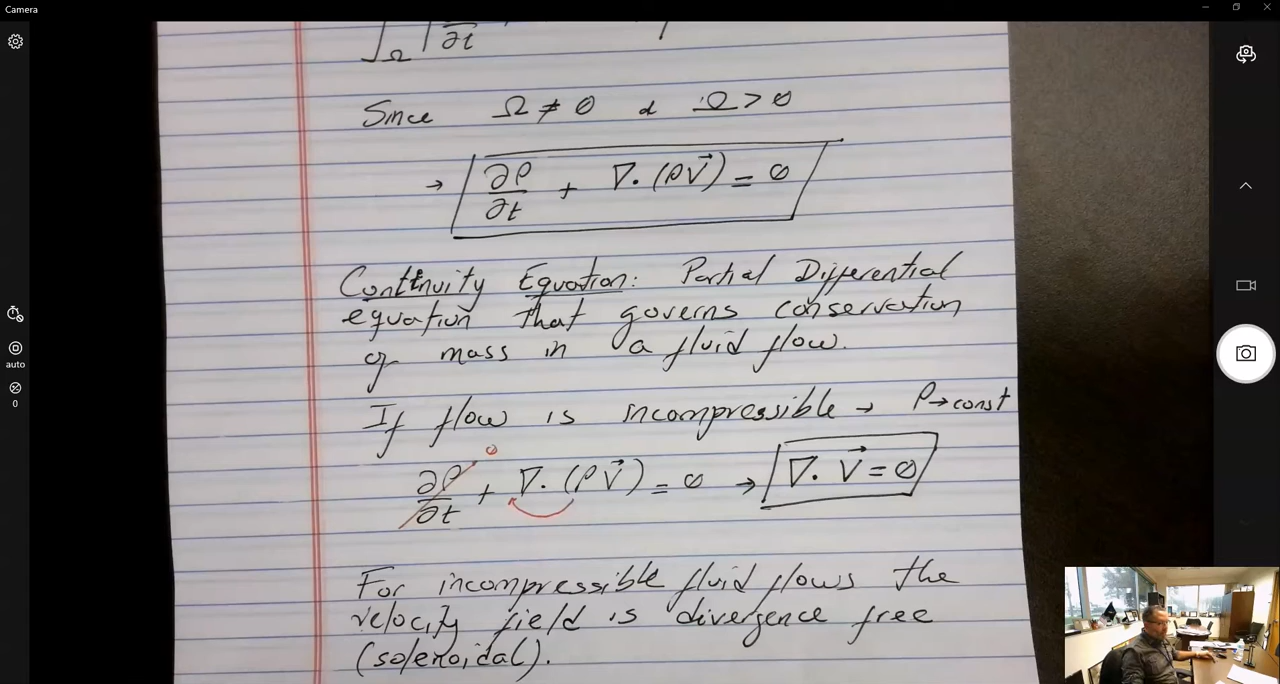 Camera
∫Ω ∂t
Since Ω ≠ 0 & Ω > 0
→ ∂ρ/∂t + ∇·(ρV⃗) = 0
Continuity Equation: Partial Differential
equation that governs conservation
of mass in a fluid flow.
If flow is incompressible → ρ→const
∂ρ/∂t 0 + ∇·(ρV⃗) = 0 → ∇·V⃗ = 0
For incompressible fluid flows the
velocity field is divergence free
(solenoidal).
auto
0